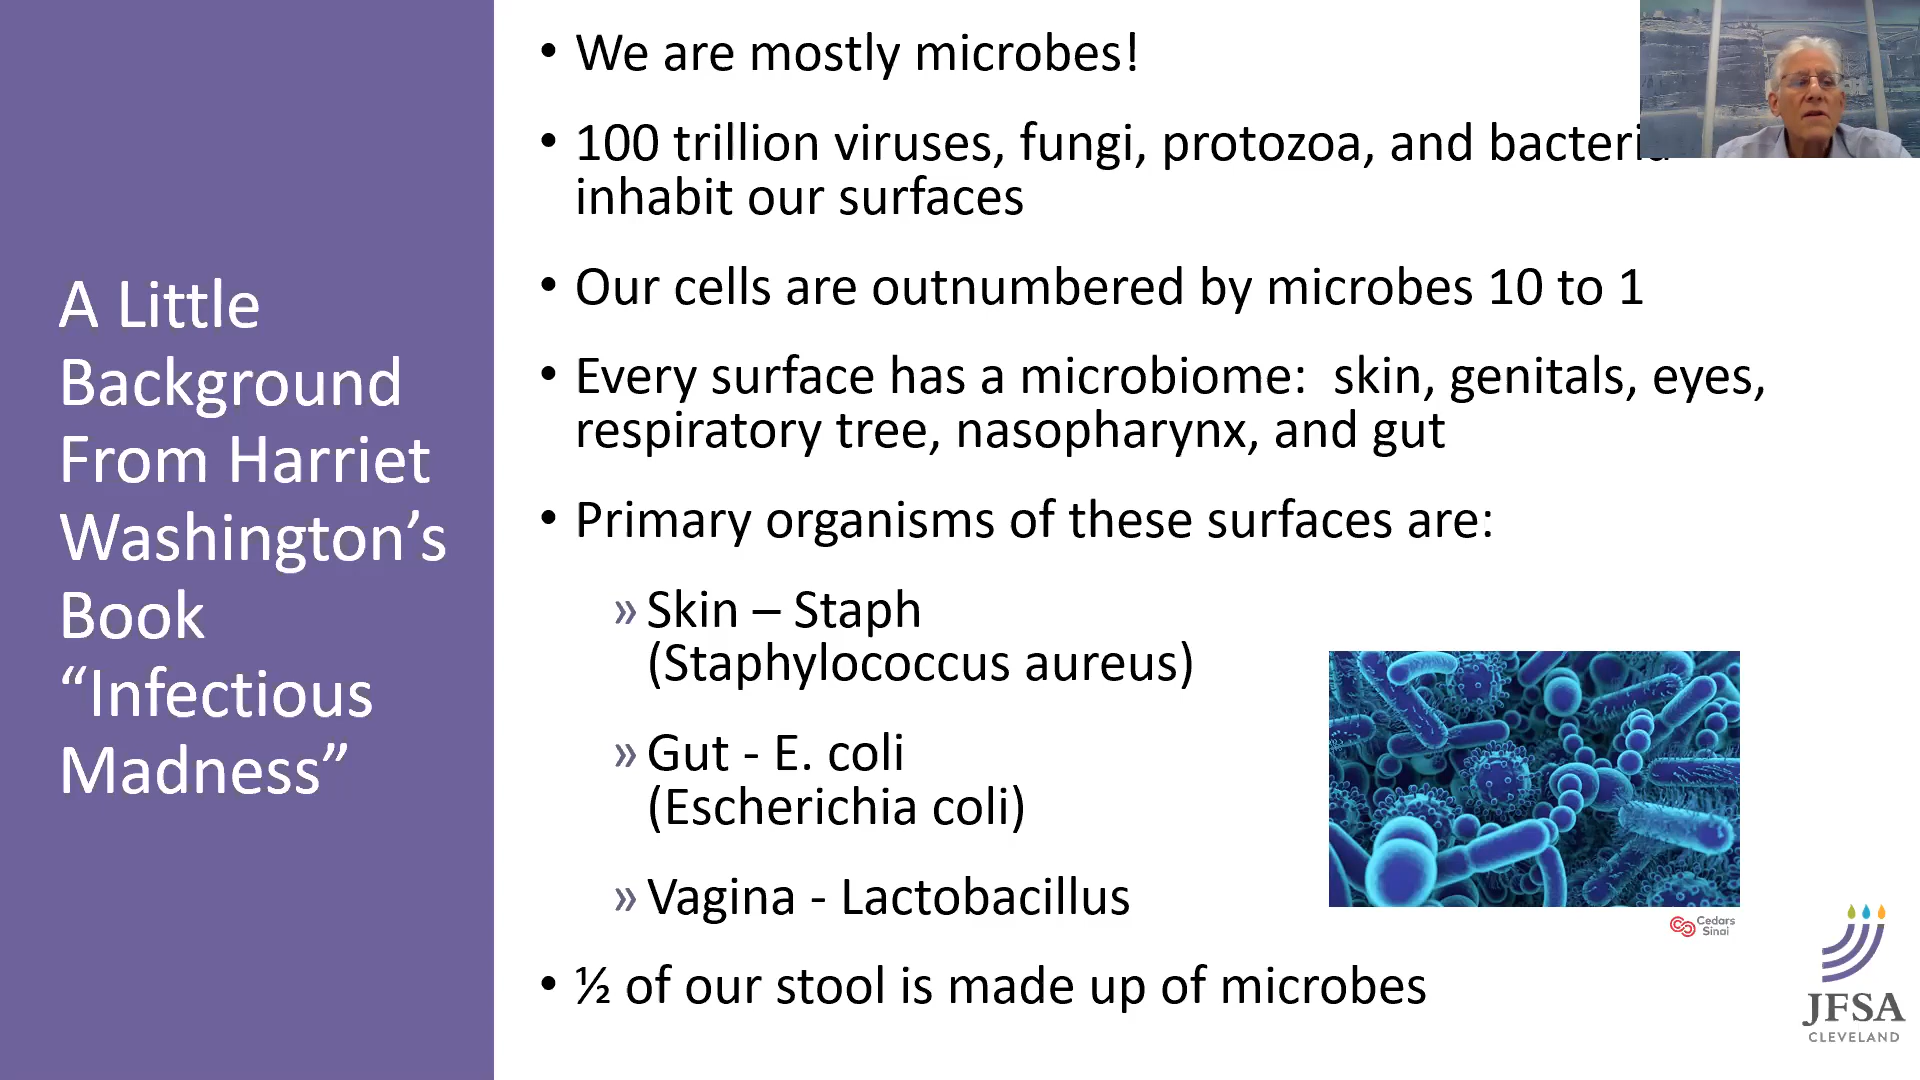 A Little
Background
From Harriet
Washington’s
Book
“Infectious
Madness”
• We are mostly microbes!
• 100 trillion viruses, fungi, protozoa, and bacteria
inhabit our surfaces
• Our cells are outnumbered by microbes 10 to 1
• Every surface has a microbiome:  skin, genitals, eyes,
respiratory tree, nasopharynx, and gut
• Primary organisms of these surfaces are:
» Skin – Staph
(Staphylococcus aureus)
» Gut - E. coli
(Escherichia coli)
» Vagina - Lactobacillus
• ½ of our stool is made up of microbes
Cedars
Sinai
JFSA
CLEVELAND